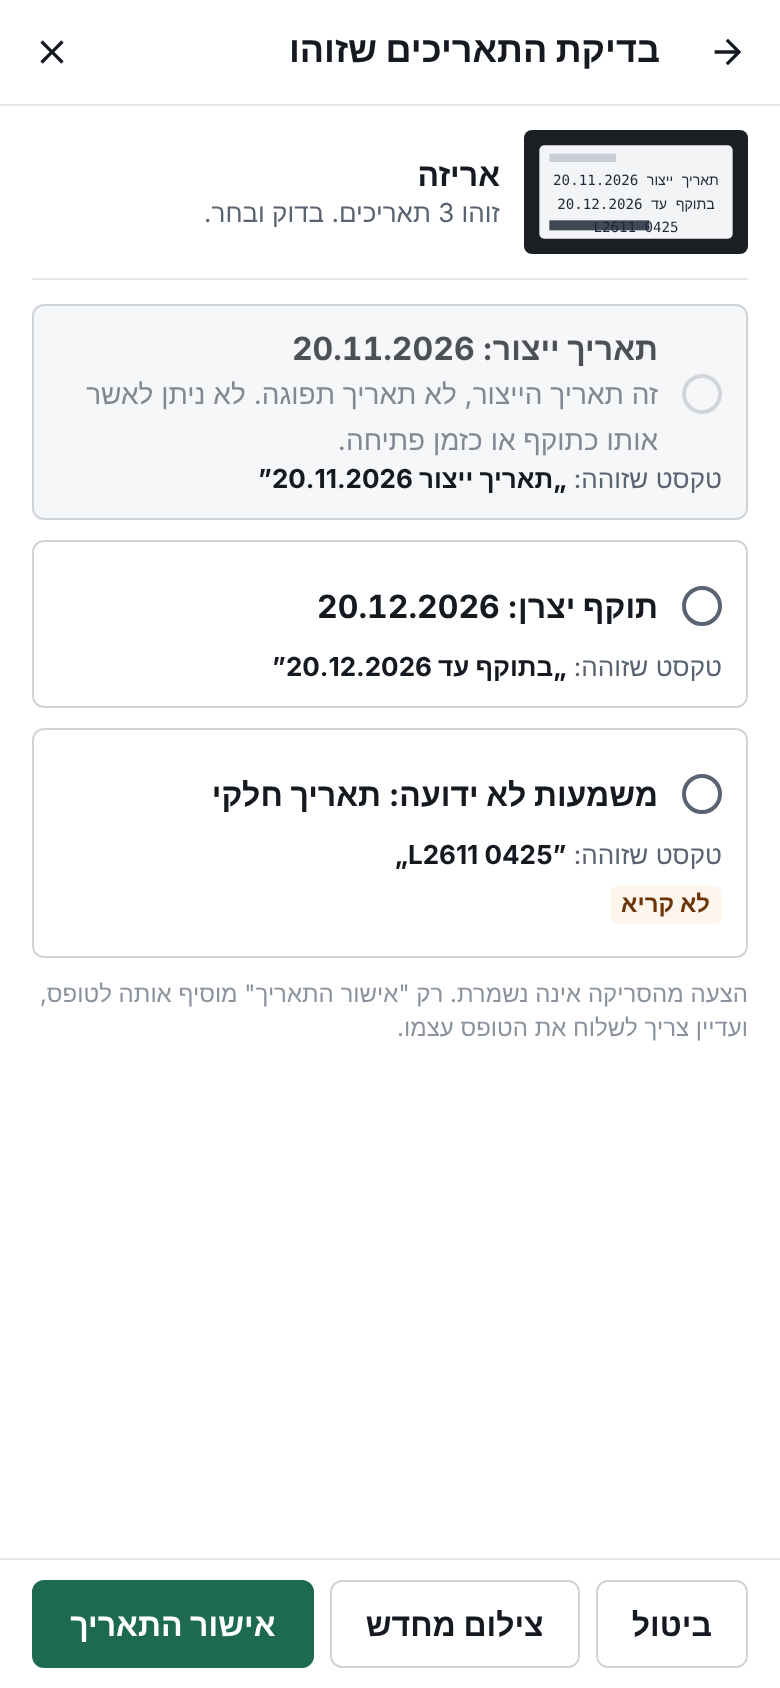 בדיקת התאריכים שזוהו
תאריך ייצור 20.11.2026
בתוקף עד 20.12.2026
L2611 0425
אריזה
זוהו 3 תאריכים. בדוק ובחר.
תאריך ייצור: 20.11.2026
זה תאריך הייצור, לא תאריך תפוגה. לא ניתן לאשר
אותו כתוקף או כזמן פתיחה.
טקסט שזוהה: „תאריך ייצור 20.11.2026”
תוקף יצרן: 20.12.2026
טקסט שזוהה: „בתוקף עד 20.12.2026”
משמעות לא ידועה: תאריך חלקי
טקסט שזוהה: „L2611 0425”
לא קריא
הצעה מהסריקה אינה נשמרת. רק "אישור התאריך" מוסיף אותה לטופס,
ועדיין צריך לשלוח את הטופס עצמו.
ביטול
צילום מחדש
אישור התאריך